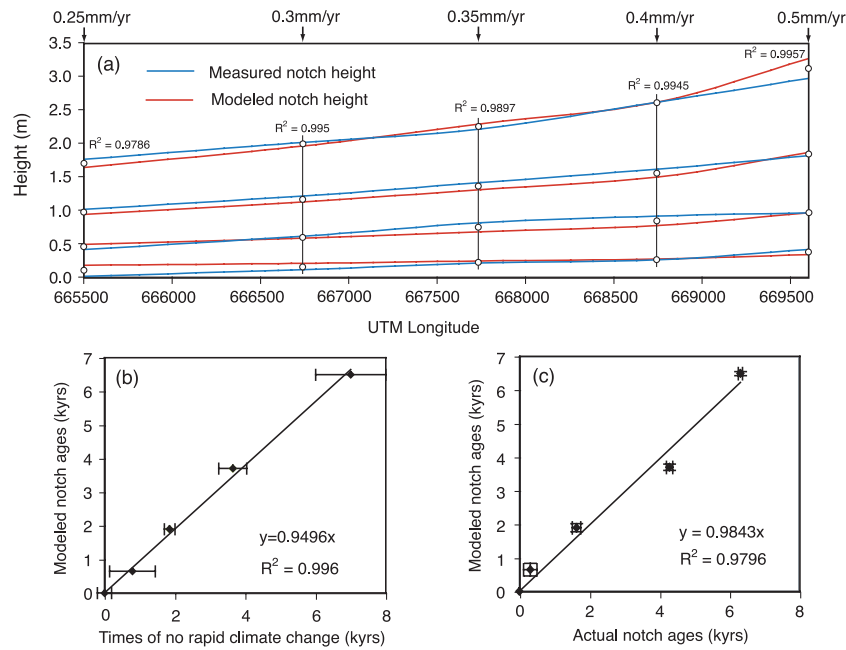 0.25mm/yr 0.3mm/yr 0.35mm/yr 0.4mm/yr 0.5mm/yr
(a)
Measured notch height
Modeled notch height
R² = 0.9786
R² = 0.995
R² = 0.9897
R² = 0.9945
R² = 0.9957
Height (m)
3.5
3.0
2.5
2.0
1.5
1.0
0.5
0.0
665500 666000 666500 667000 667500 668000 668500 669000 669500
UTM Longitude
(b)
Modeled notch ages (kyrs)
7
6
5
4
3
2
1
0
y=0.9496x
R² = 0.996
0 2 4 6 8
Times of no rapid climate change (kyrs)
(c)
Modeled notch ages (kyrs)
7
6
5
4
3
2
1
0
y = 0.9843x
R² = 0.9796
0 2 4 6 8
Actual notch ages (kyrs)